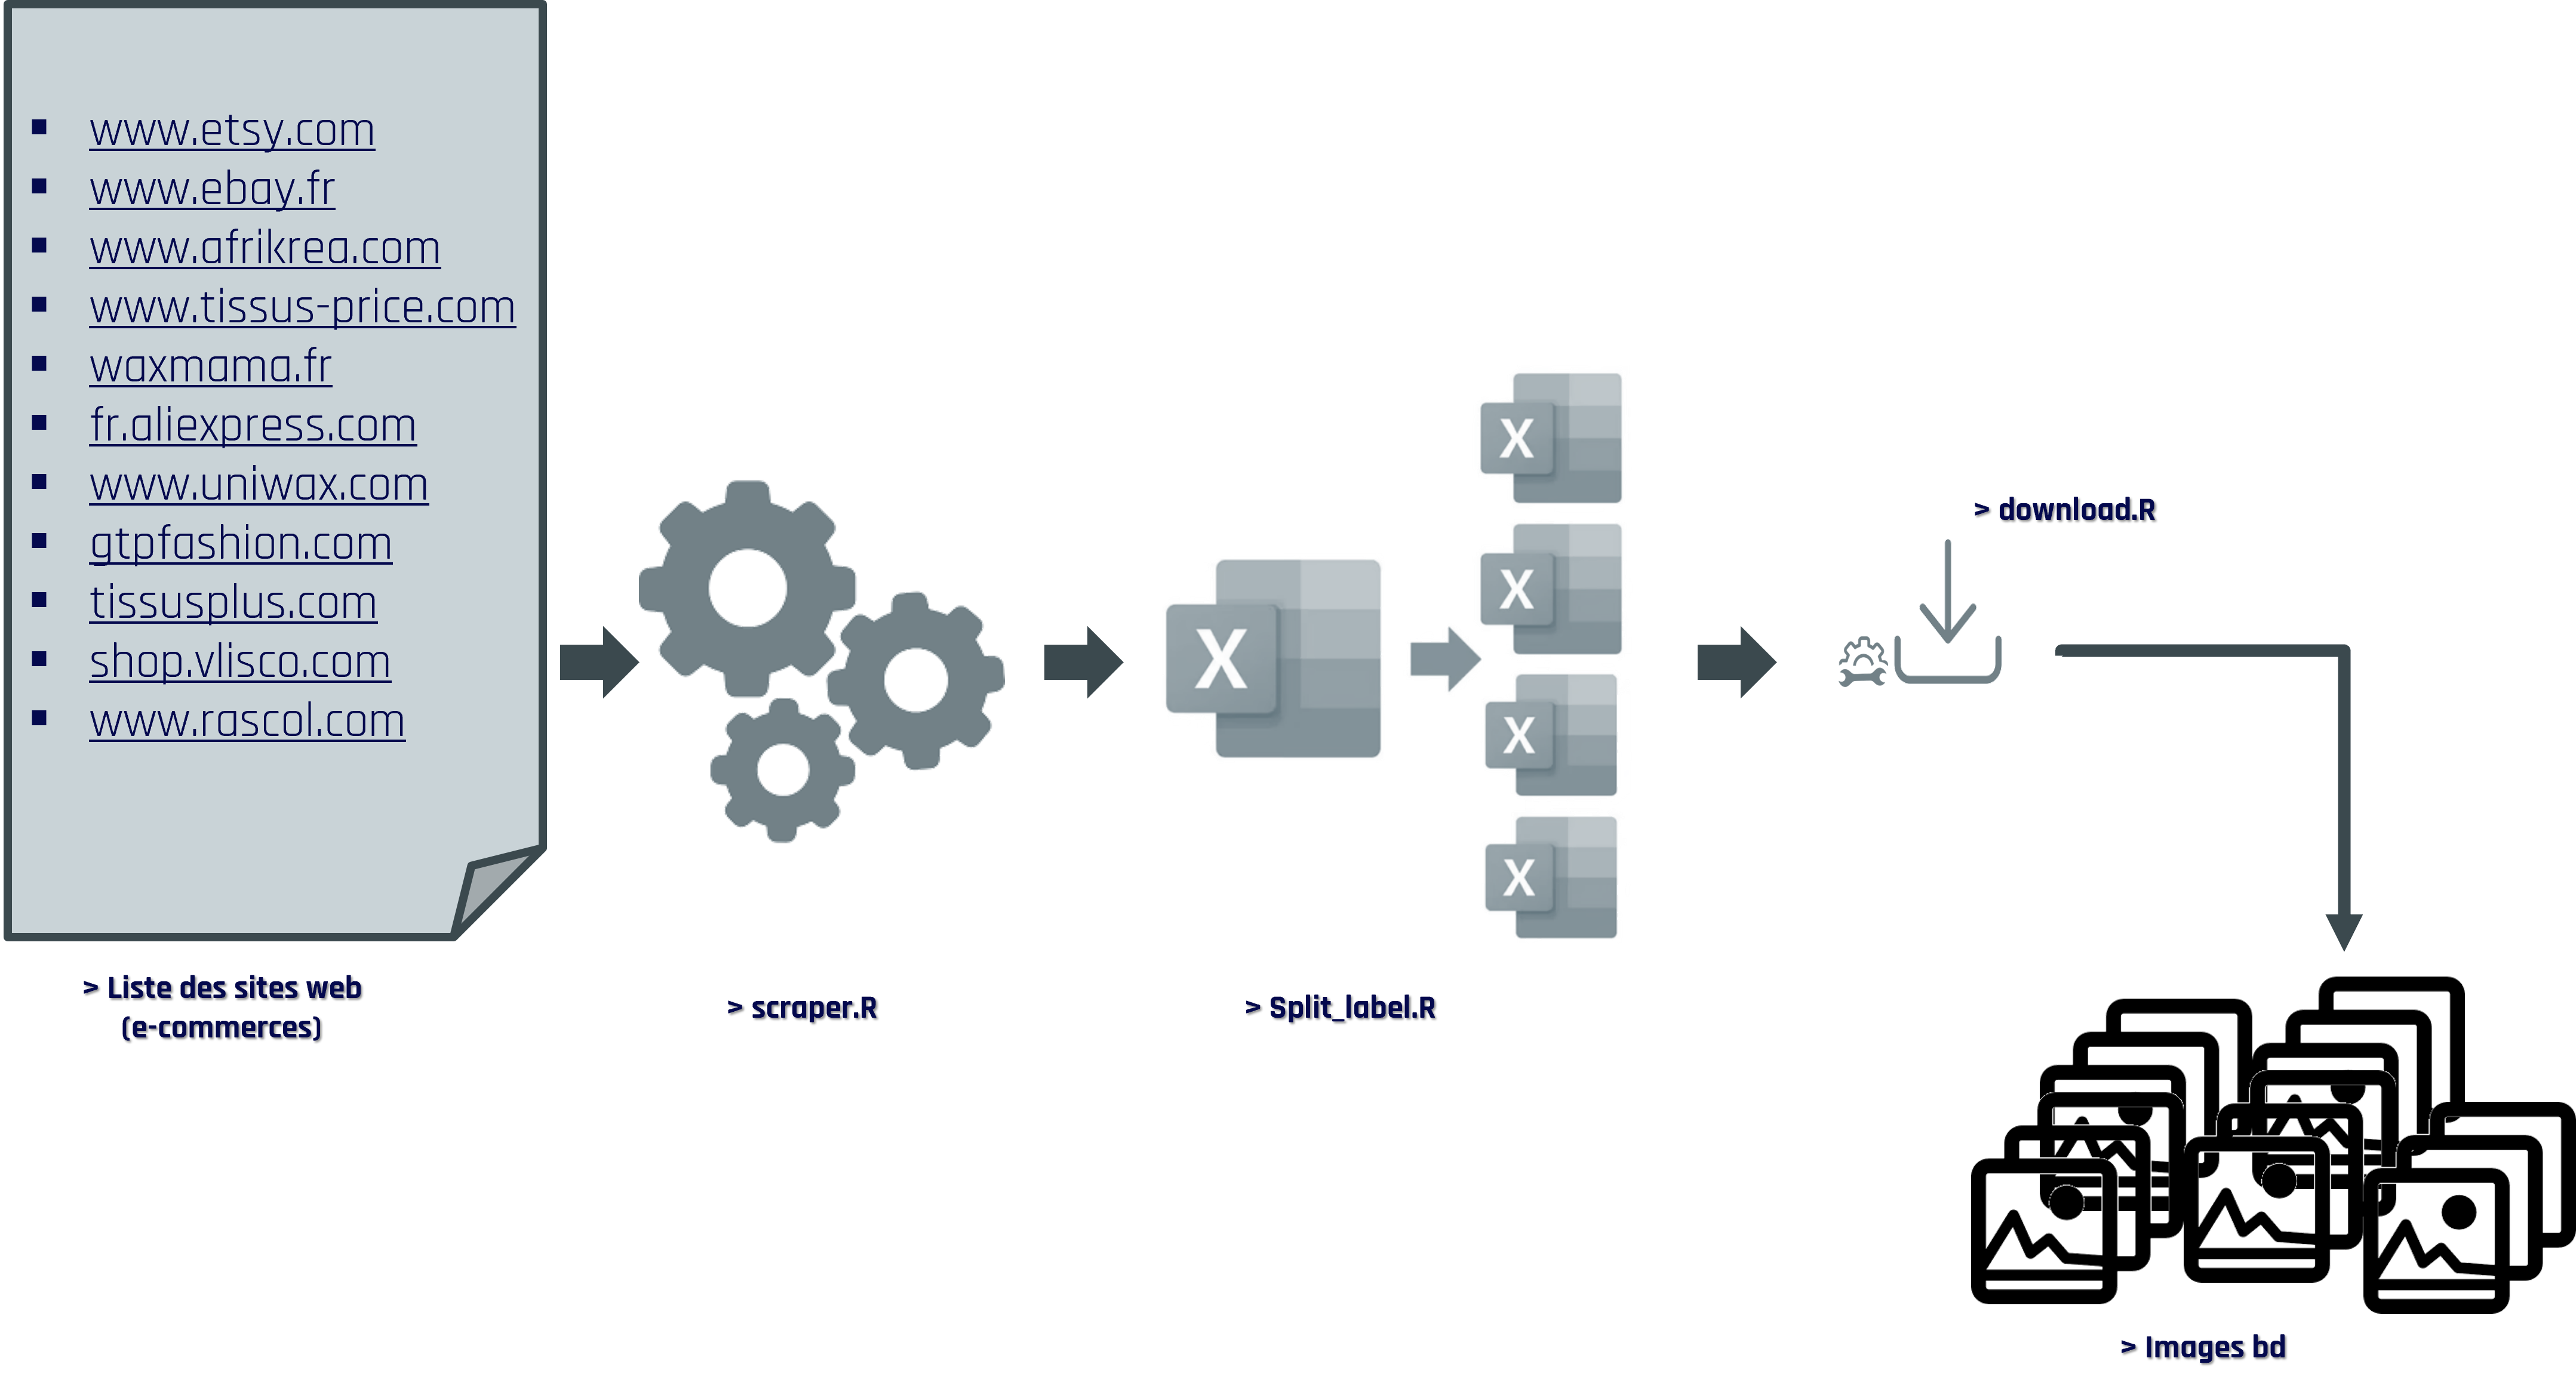 www.etsy.com
www.ebay.fr
www.afrikrea.com
www.tissus-price.com
waxmama.fr
fr.aliexpress.com
www.uniwax.com
gtpfashion.com
tissusplus.com
shop.vlisco.com
www.rascol.com
> Liste des sites web
(e-commerces)
> scraper.R
X
X
X
X
X
> Split_label.R
> download.R
> Images bd